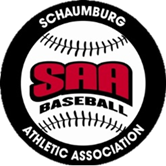 SCHAUMBURG
SAA
BASEBALL
ATHLETIC ASSOCIATION